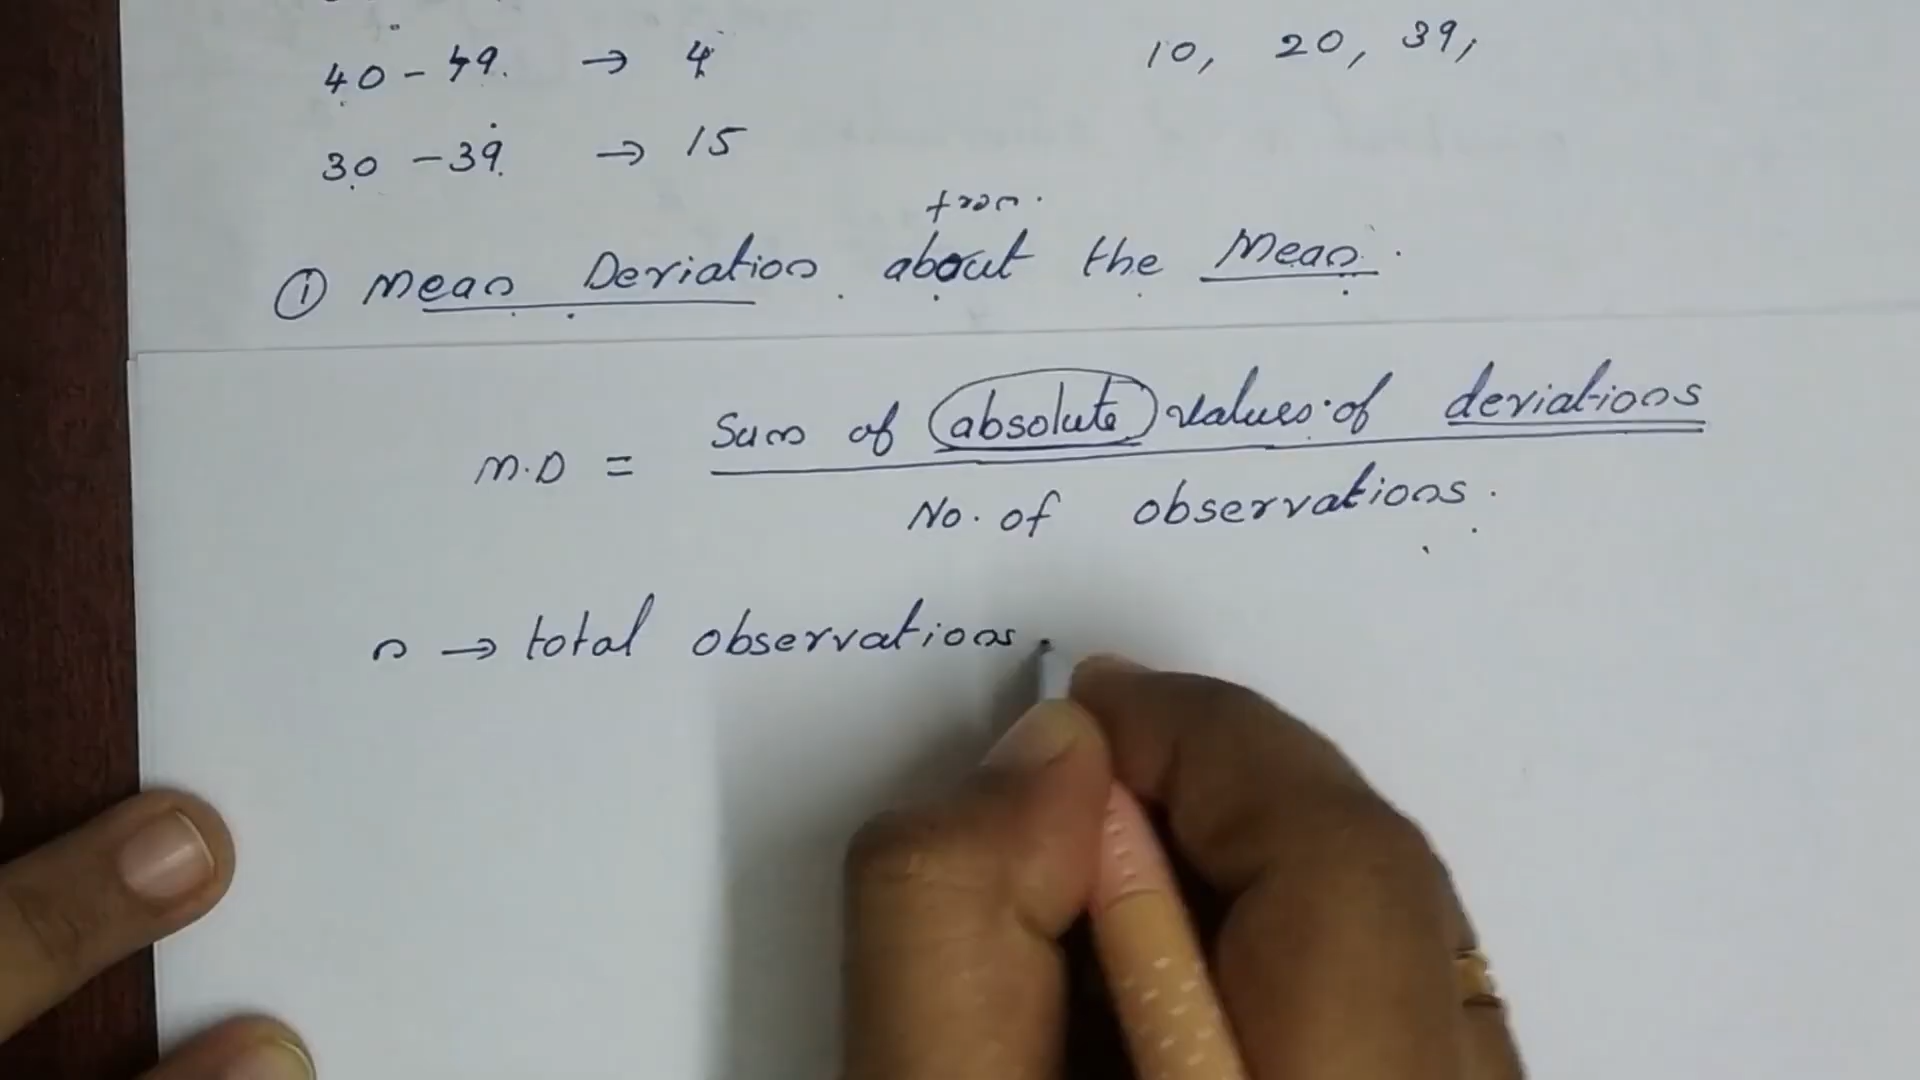 40 - 49. → 4
10, 20, 39,
30 - 39. → 15
from.
① Mean Deviation about the Mean.
M.D = Sum of absolute values of deviations
No. of observations.
n → total observations.